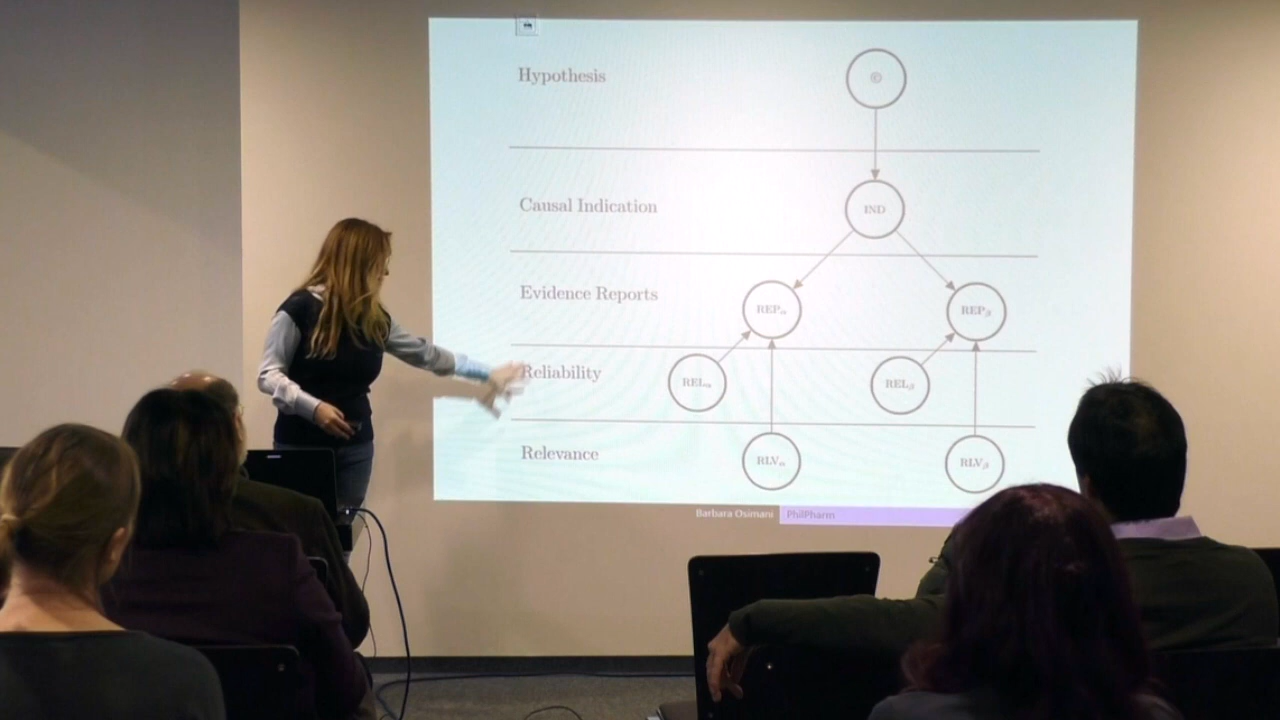 Hypothesis
©
Causal Indication
IND
Evidence Reports
REPα
REPβ
Reliability
RELα
RELβ
Relevance
RLVα
RLVβ
Barbara Osimani
PhilPharm